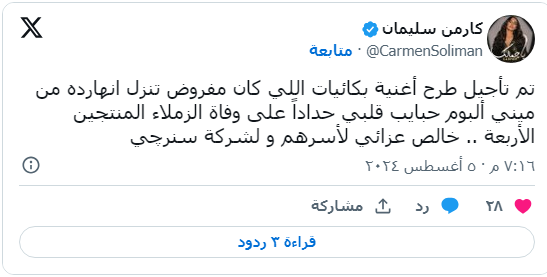 كارمن سليمان
@CarmenSoliman · متابعة
تم تأجيل طرح أغنية بكائيات اللي كان مفروض تنزل انهارده من
ميني ألبوم حبايب قلبي حداداً على وفاة الزملاء المنتجين
الأربعة .. خالص عزائي لأسرهم و لشركة سنرچي
٧:١٦ م · ٥ أغسطس ٢٠٢٤
٢٨ رد مشاركة
قراءة ٣ ردود